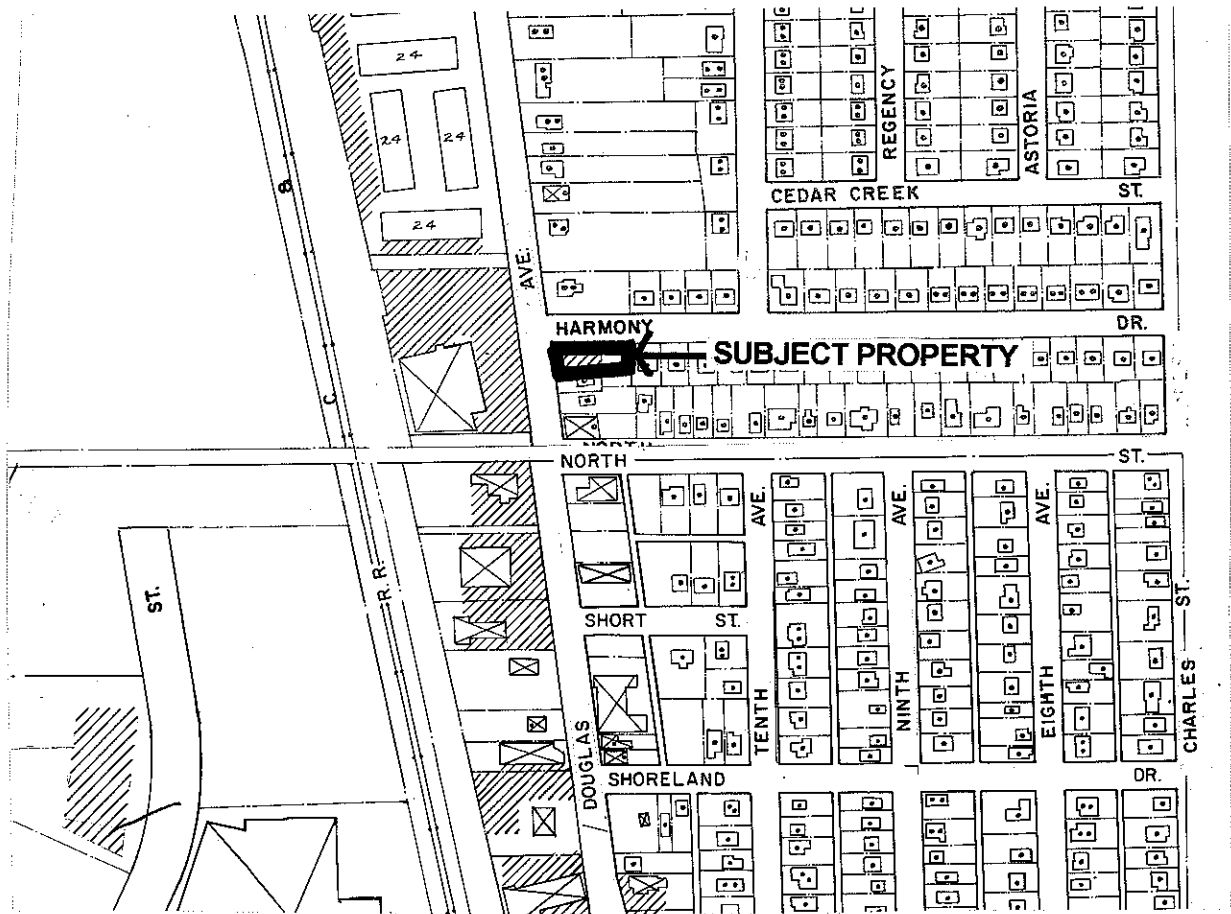 24
REGENCY
ASTORIA
24
24
&
CEDAR CREEK ST.
24
AVE.
HARMONY DR.
SUBJECT PROPERTY
C.
NORTH
NORTH ST.
AVE.
AVE.
AVE.
R. R.
ST.
ST.
SHORT ST.
TENTH
NINTH
EIGHTH
CHARLES
DOUGLAS
SHORELAND DR.